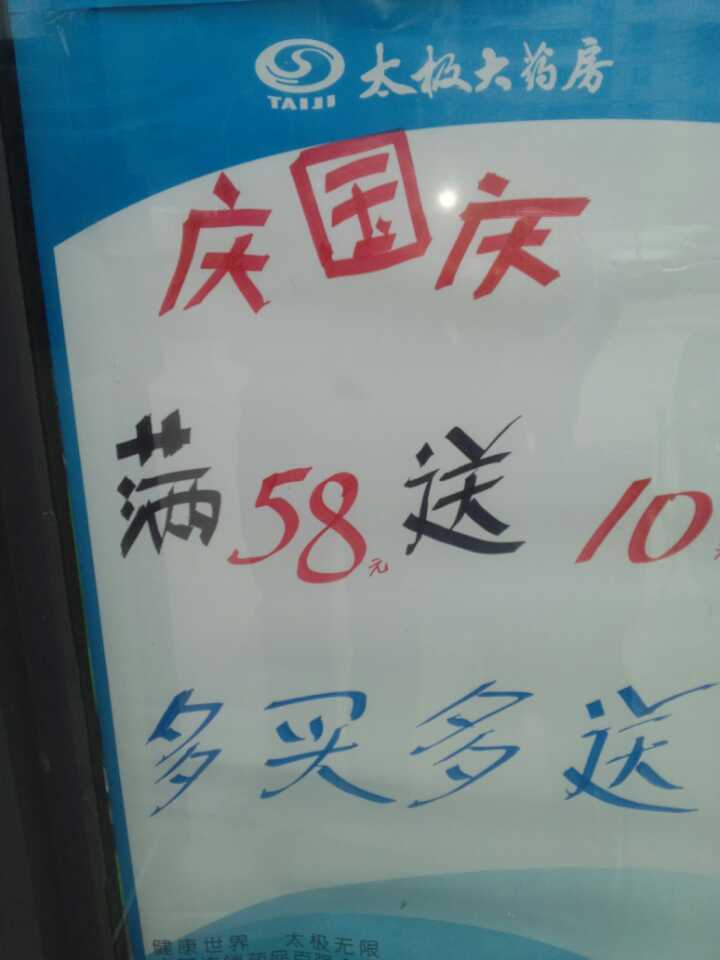 TAIJI 太极大药房
庆国庆
满58元送10
多买多送
健康世界 太极无限